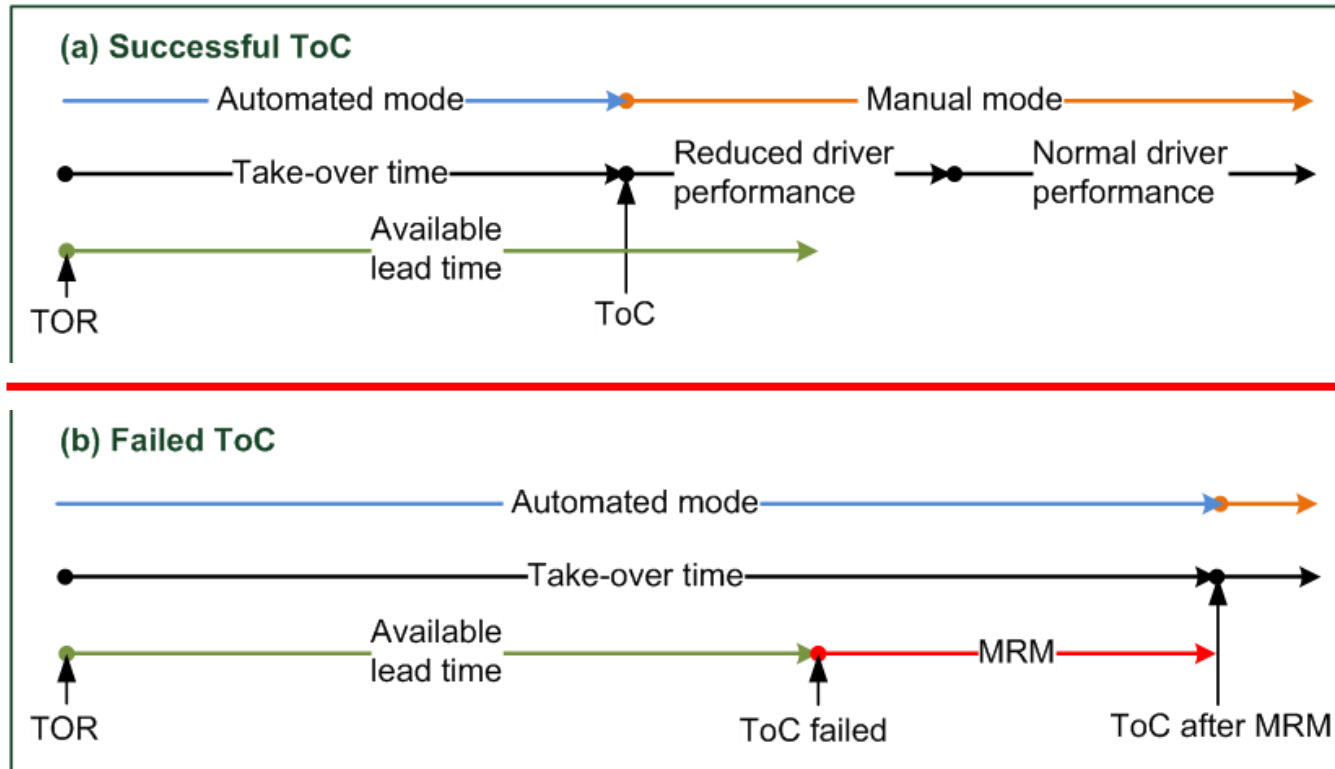 (a) Successful ToC
Automated mode
Manual mode
Take-over time
Reduced driver
performance
Normal driver
performance
Available
lead time
TOR
ToC
(b) Failed ToC
Automated mode
Take-over time
Available
lead time
MRM
TOR
ToC failed
ToC after MRM